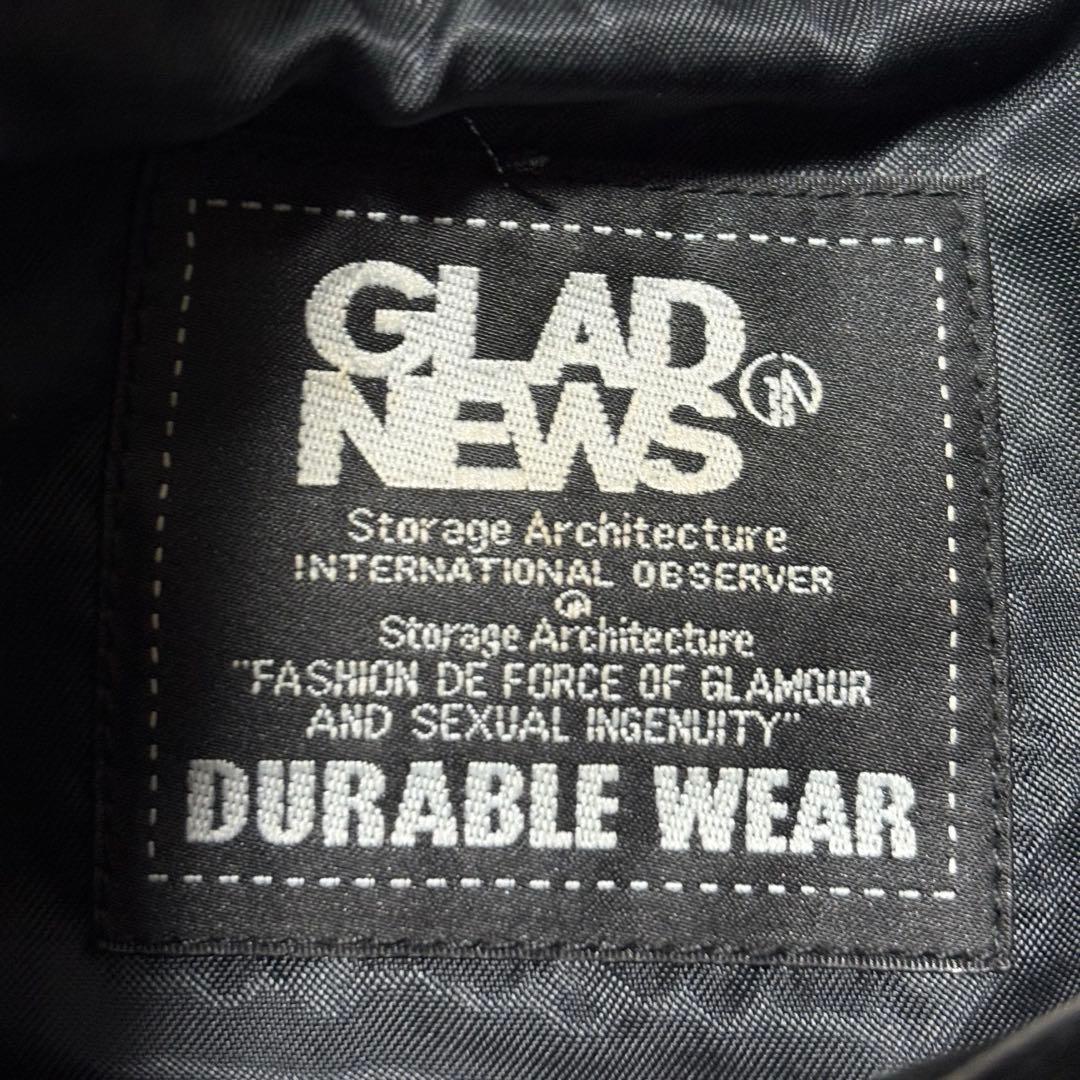 GLAD
NEWS
Storage Architecture
INTERNATIONAL OBSERVER
Storage Architecture
"FASHION DE FORCE OF GLAMOUR
AND SEXUAL INGENUITY"
DURABLE WEAR